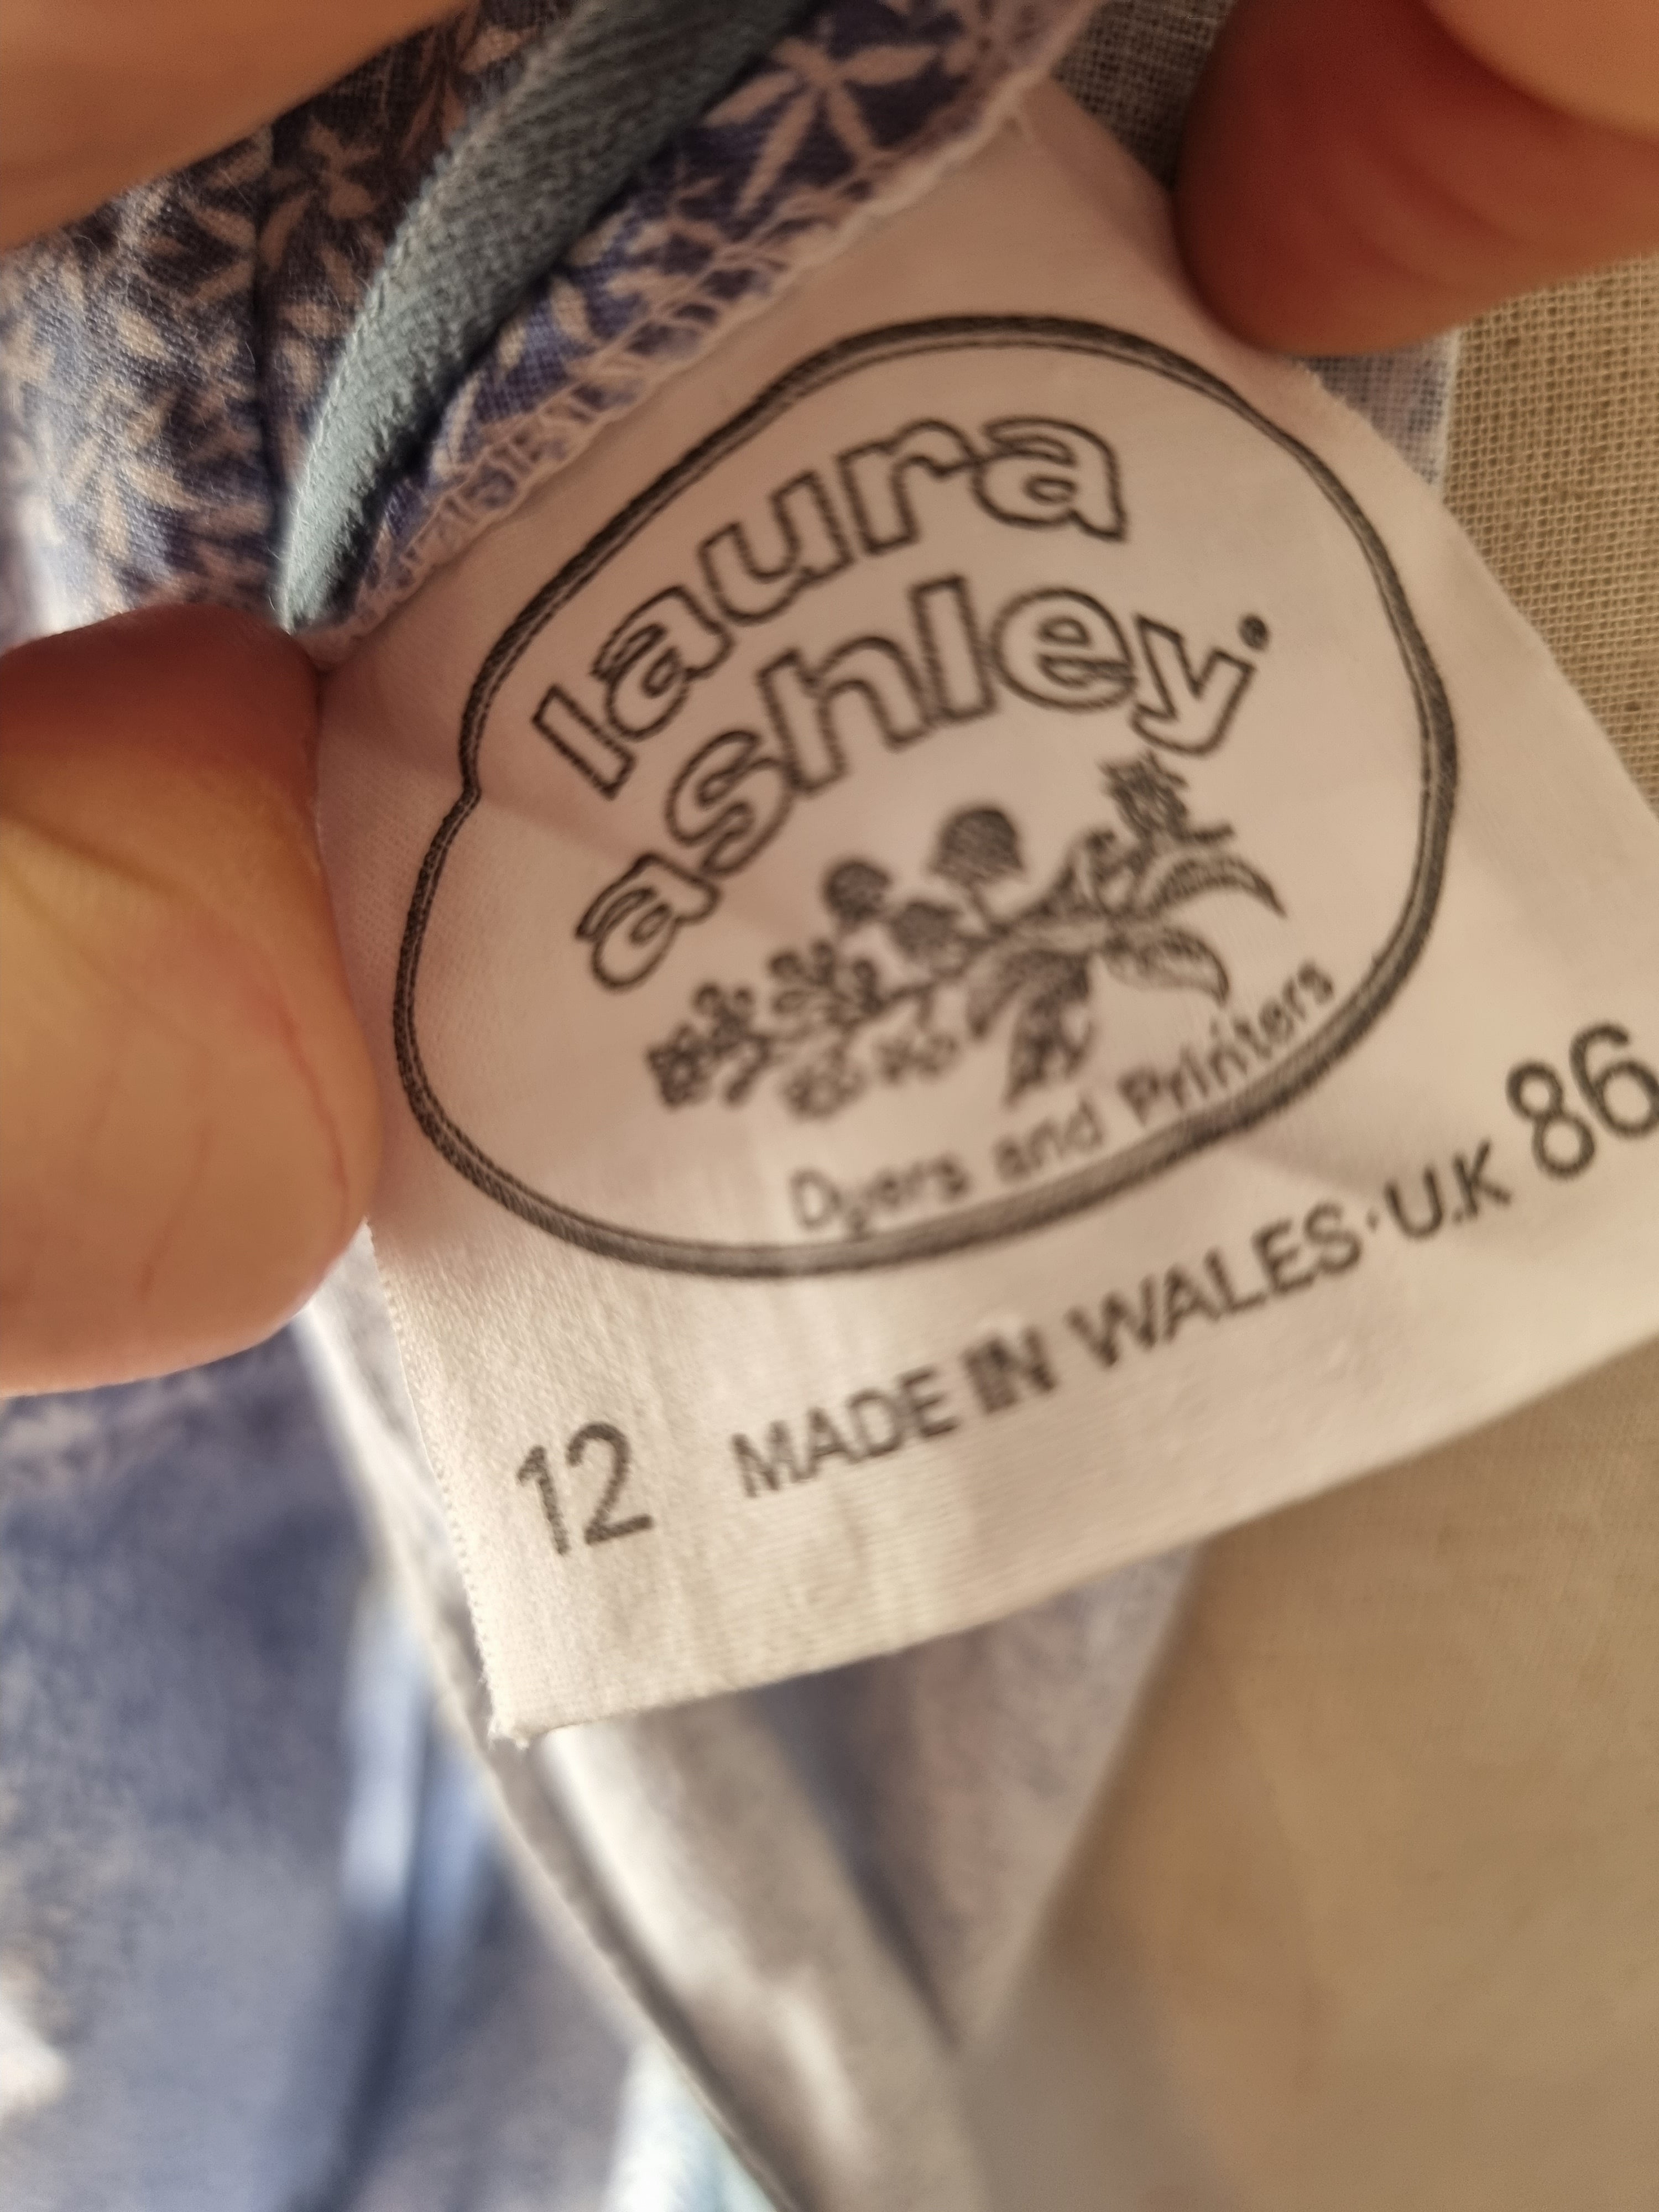 laura
ashley
Dyers and Printers
12 MADE IN WALES·U.K 86